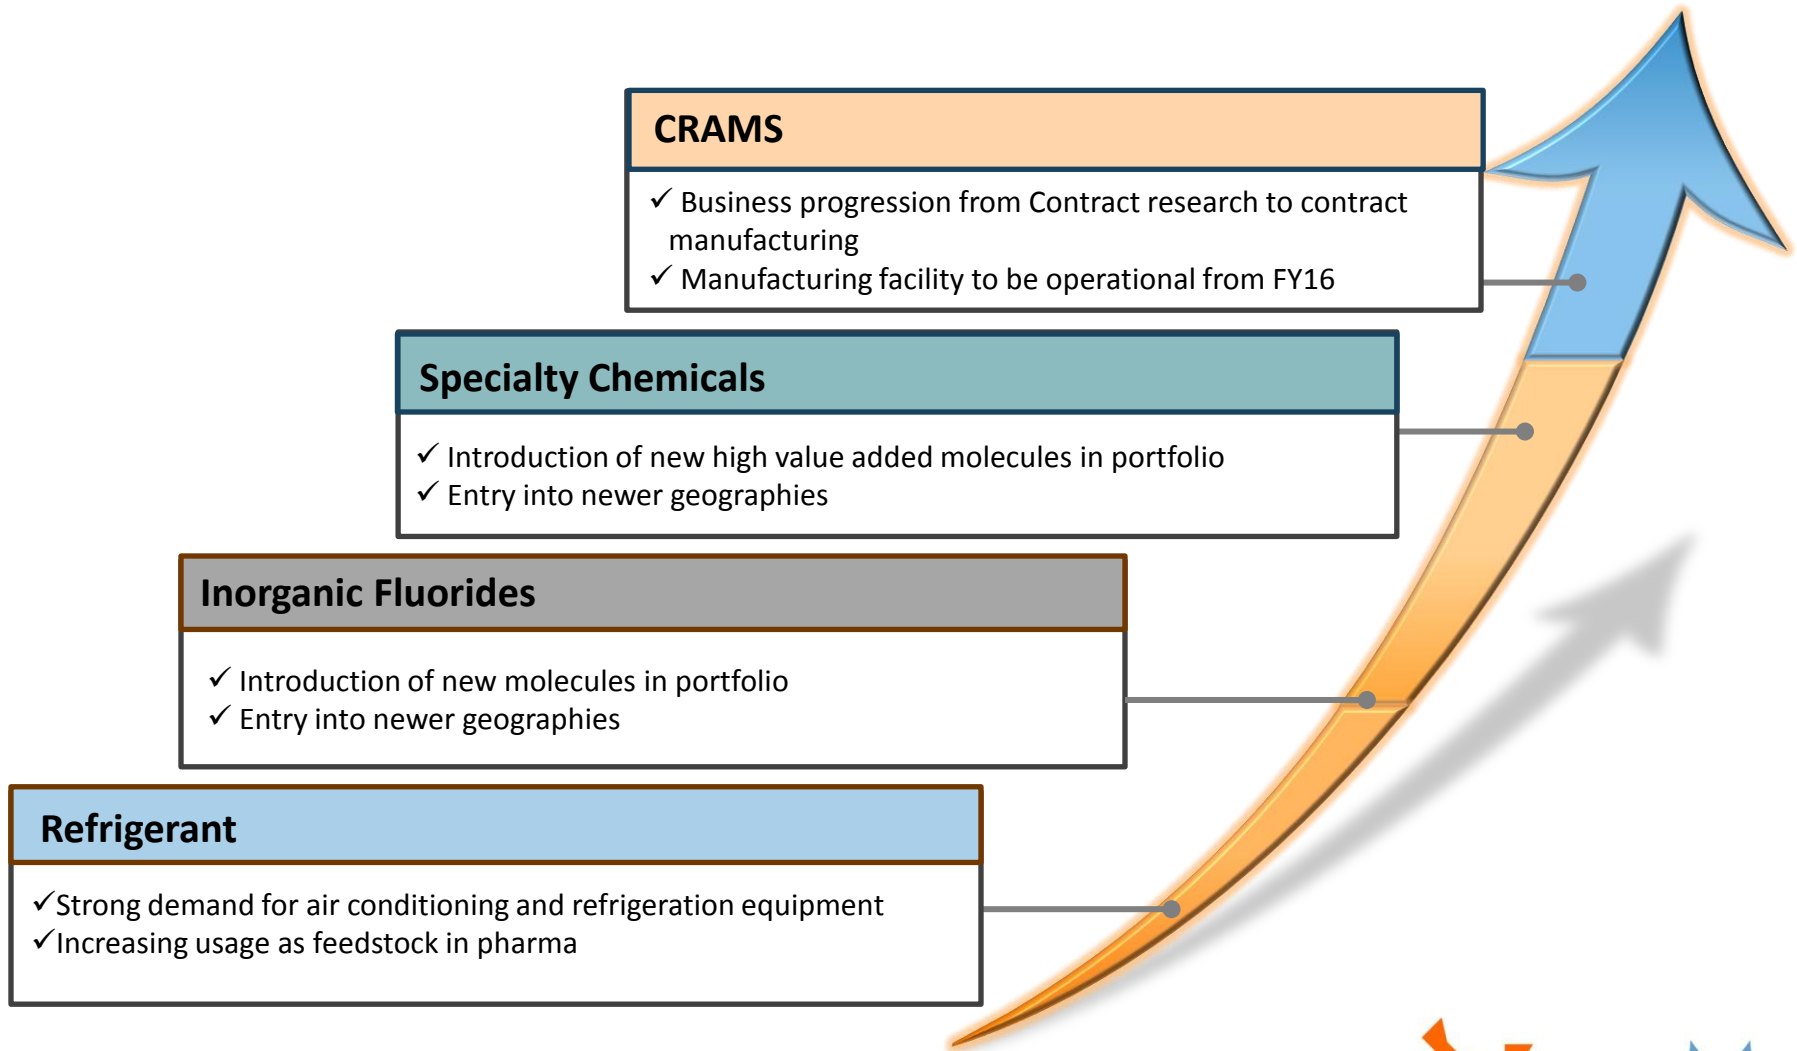 CRAMS
✓ Business progression from Contract research to contract
manufacturing
✓ Manufacturing facility to be operational from FY16
Specialty Chemicals
✓ Introduction of new high value added molecules in portfolio
✓ Entry into newer geographies
Inorganic Fluorides
✓ Introduction of new molecules in portfolio
✓ Entry into newer geographies
Refrigerant
✓Strong demand for air conditioning and refrigeration equipment
✓Increasing usage as feedstock in pharma